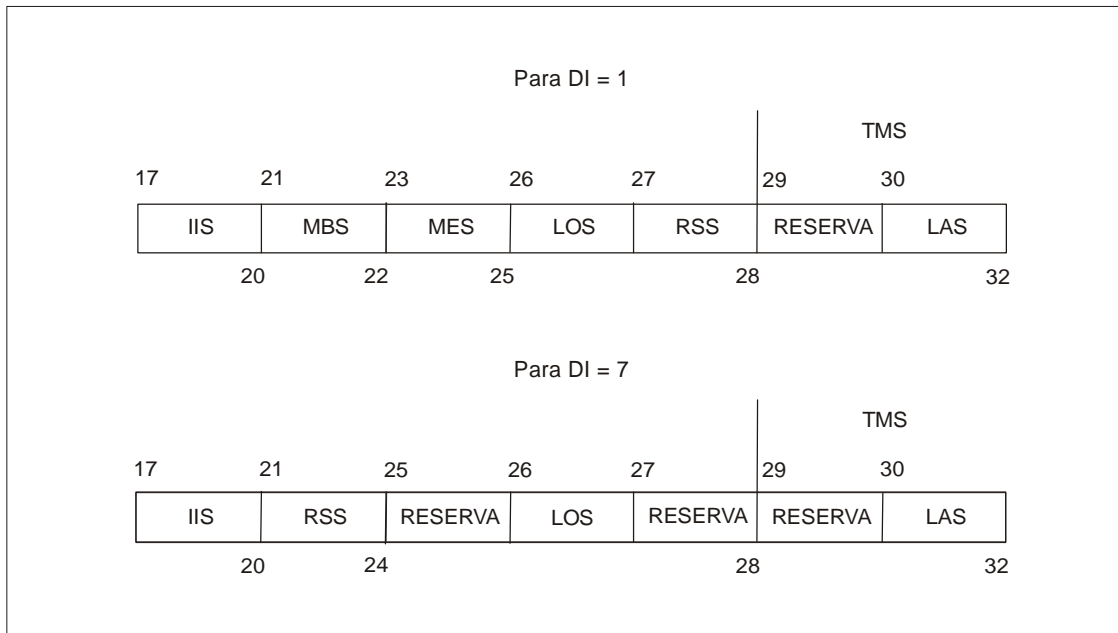 Para DI = 1
TMS
17 21 23 26 27 29 30
IIS MBS MES LOS RSS RESERVA LAS
20 22 25 28 32
Para DI = 7
TMS
17 21 25 26 27 29 30
IIS RSS RESERVA LOS RESERVA RESERVA LAS
20 24 28 32